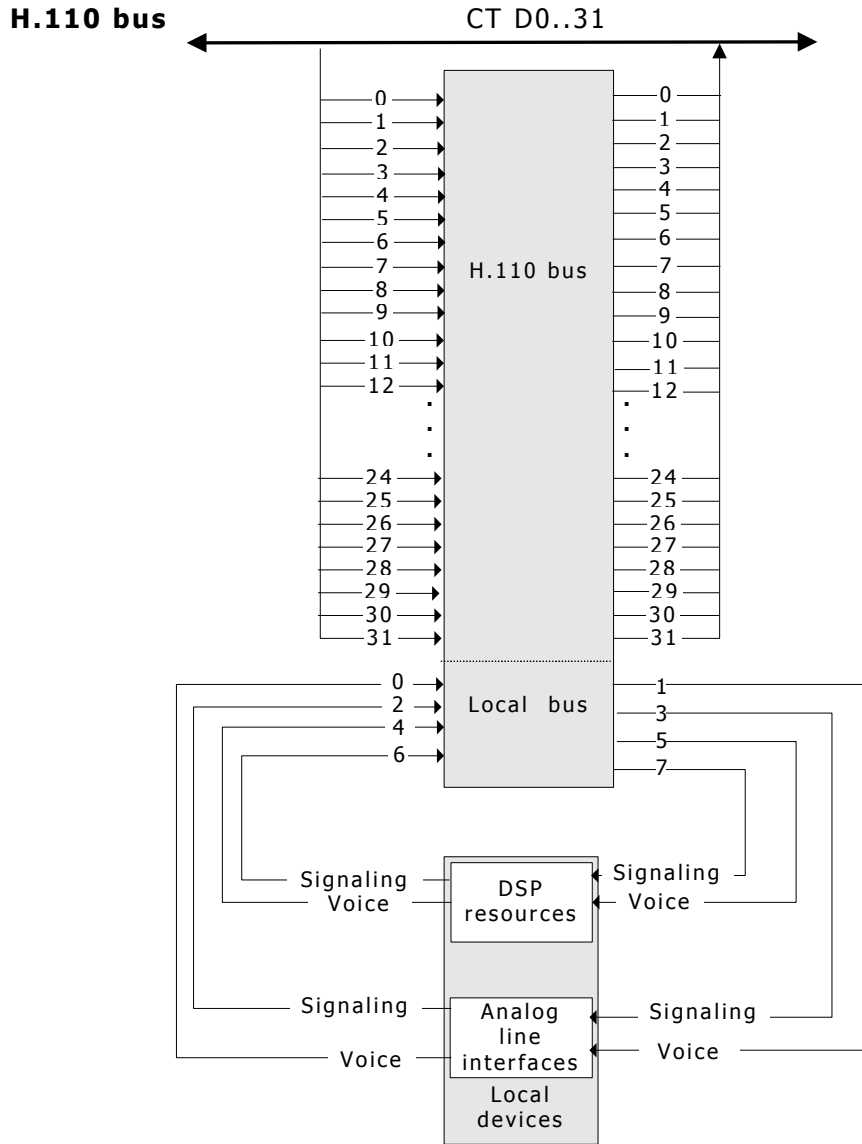 H.110 bus CT D0..31
0 0
1 1
2 2
3 3
4 4
5 5
6 6
H.110 bus
7 7
8 8
9 9
10 10
11 11
12 12
. .
. .
. .
24 24
25 25
26 26
27 27
28 28
29 29
30 30
31 31
0 1
2 Local bus 3
4 5
6 7
Signaling DSP Signaling
Voice resources Voice
Signaling Analog Signaling
line
Voice interfaces Voice
Local
devices